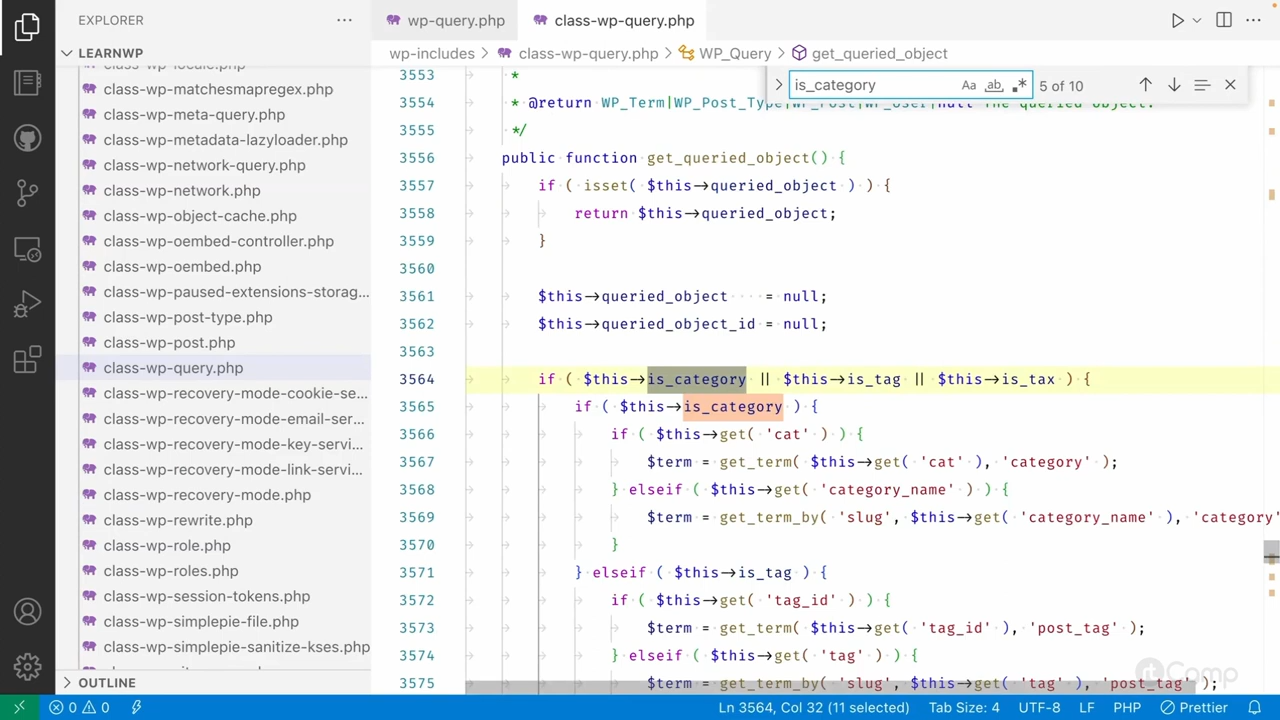 EXPLORER
wp-query.php
class-wp-query.php
LEARNWP
wp-includes > class-wp-query.php > WP_Query > get_queried_object
is_category Aa ab 5 of 10
class-wp-locale.php
class-wp-matchesmapregex.php
class-wp-meta-query.php
class-wp-metadata-lazyloader.php
class-wp-network-query.php
class-wp-network.php
class-wp-object-cache.php
class-wp-oembed-controller.php
class-wp-oembed.php
class-wp-paused-extensions-storag...
class-wp-post-type.php
class-wp-post.php
class-wp-query.php
class-wp-recovery-mode-cookie-se...
class-wp-recovery-mode-email-ser...
class-wp-recovery-mode-key-servi...
class-wp-recovery-mode-link-servi...
class-wp-recovery-mode.php
class-wp-rewrite.php
class-wp-role.php
class-wp-roles.php
class-wp-session-tokens.php
class-wp-simplepie-file.php
class-wp-simplepie-sanitize-kses.php
OUTLINE
3553 *
3554 * @return WP_Term|WP_Post_Type|WP_Post|WP_User|null The queried object.
3555 */
3556 public function get_queried_object() {
3557 if ( isset( $this->queried_object ) ) {
3558 return $this->queried_object;
3559 }
3560
3561 $this->queried_object    = null;
3562 $this->queried_object_id = null;
3563
3564 if ( $this->is_category || $this->is_tag || $this->is_tax ) {
3565 if ( $this->is_category ) {
3566 if ( $this->get( 'cat' ) ) {
3567 $term = get_term( $this->get( 'cat' ), 'category' );
3568 } elseif ( $this->get( 'category_name' ) ) {
3569 $term = get_term_by( 'slug', $this->get( 'category_name' ), 'category'
3570 }
3571 } elseif ( $this->is_tag ) {
3572 if ( $this->get( 'tag_id' ) ) {
3573 $term = get_term( $this->get( 'tag_id' ), 'post_tag' );
3574 } elseif ( $this->get( 'tag' ) ) {
3575 $term = get_term_by( 'slug', $this->get( 'tag' ), 'post_tag' );
rtComp
0 0 Ln 3564, Col 32 (11 selected) Tab Size: 4 UTF-8 LF PHP Prettier